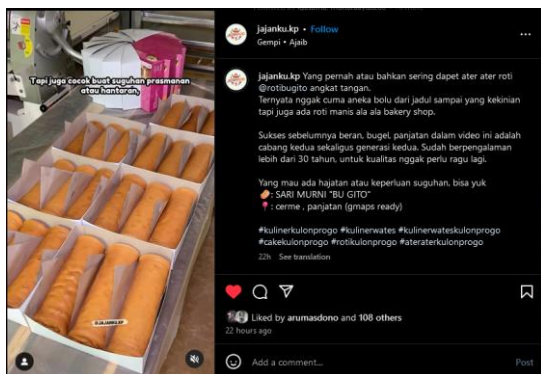 Tapi juga cocok buat suguhan prasmanan
atau hantaran,
@JAJANKU.KP
jajanku.kp • Follow
Gempi • Ajaib
jajanku.kp Yang pernah atau bahkan sering dapet ater ater roti
@rotibugito angkat tangan.
Ternyata nggak cuma aneka bolu dari jadul sampai yang kekinian
tapi juga ada roti manis ala ala bakery shop.
Sukses sebelumnya beran, bugel, panjatan dalam video ini adalah
cabang kedua sekaligus generasi kedua. Sudah berpengalaman
lebih dari 30 tahun, untuk kualitas nggak perlu ragu lagi.
Yang mau ada hajatan atau keperluan suguhan, bisa yuk
: SARI MURNI "BU GITO"
: cerme , panjatan (gmaps ready)
#kulinerkulonprogo #kulinerwates #kulinerwateskulonprogo
#cakekulonprogo #rotikulonprogo #ateraterkulonprogo
22h See translation
Liked by arumasdono and 108 others
22 hours ago
Add a comment...
Post